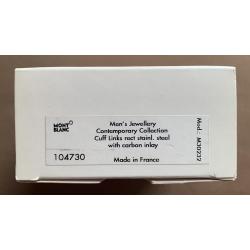 MONT
BLANC
104730
Men's Jewellery
Contemporary Collection
Cuff Links rect stainl. steel
with carbon inlay
Made in France
Mod.: M3D2I2